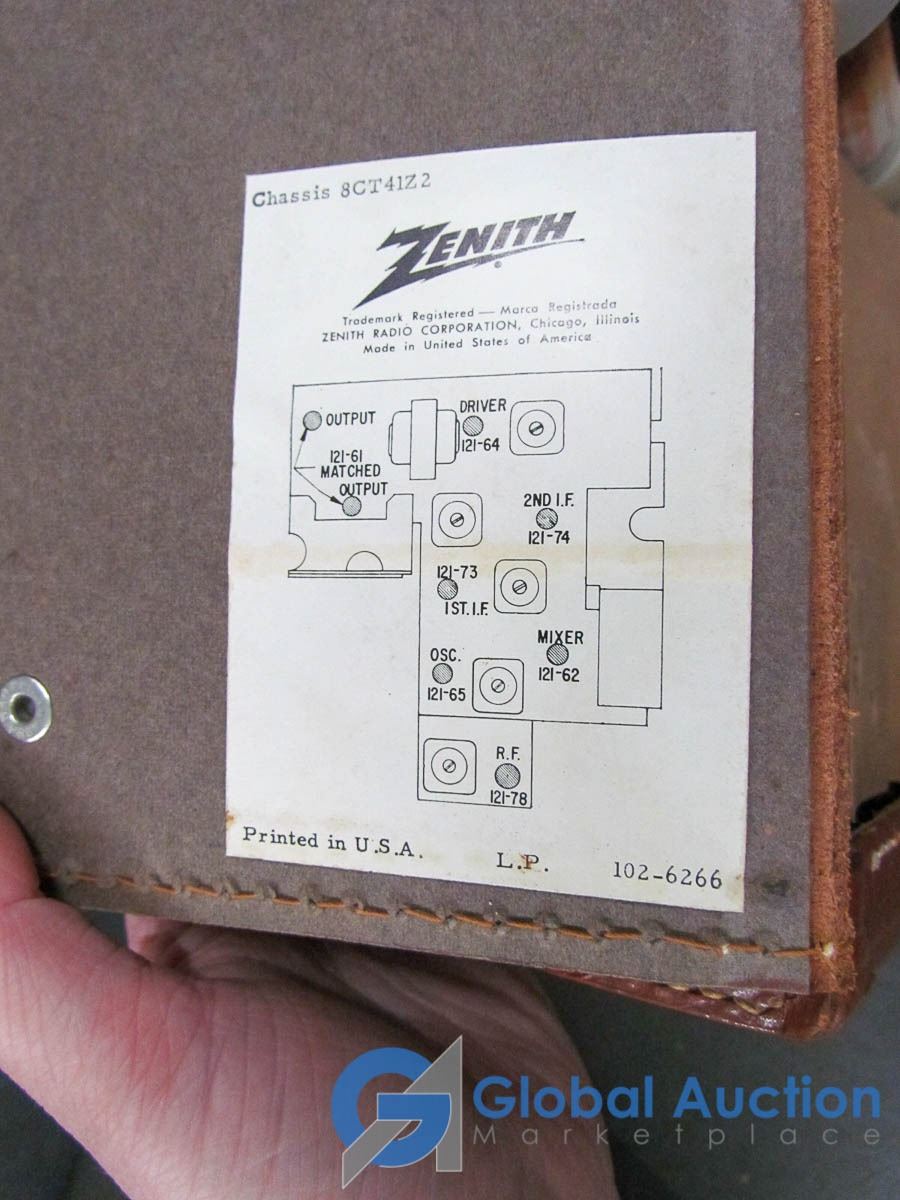 Chassis 8CT41Z2
ZENITH
®
Trademark Registered — Marca Registrada
ZENITH RADIO CORPORATION, Chicago, Illinois
Made in United States of America
OUTPUT
DRIVER
121-64
121-61
MATCHED
OUTPUT
2ND I.F.
121-74
121-73
1ST. I.F.
MIXER
121-62
OSC.
121-65
R.F.
121-78
Printed in U.S.A. L.P. 102-6266
GA Global Auction
Marketplace